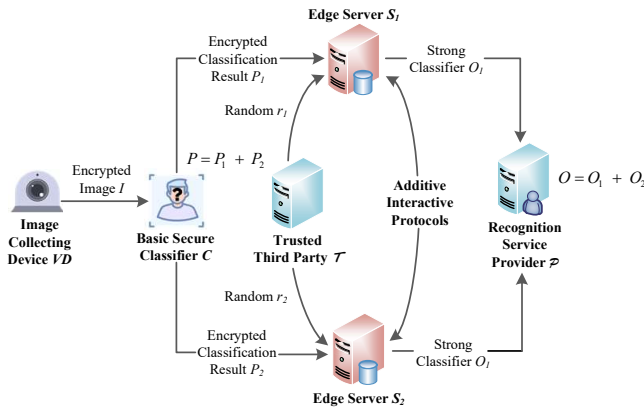 Edge Server S1
Encrypted
Classification
Result P1
Strong
Classifier O1
Random r1
P = P1 + P2
Encrypted
Image I
?
Image
Collecting
Device VD
Basic Secure
Classifier C
Trusted
Third Party T
Additive
Interactive
Protocols
O = O1 + O2
Recognition
Service
Provider P
Random r2
Encrypted
Classification
Result P2
Strong
Classifier O1
Edge Server S2